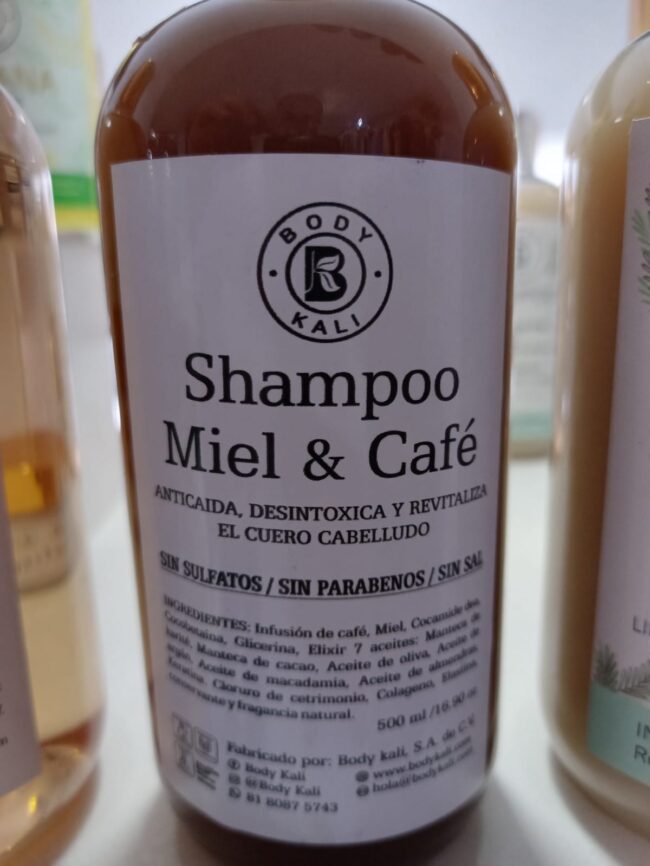 BODY
KALI
Shampoo
Miel & Café
ANTICAIDA, DESINTOXICA Y REVITALIZA
EL CUERO CABELLUDO
SIN SULFATOS / SIN PARABENOS / SIN SAL
INGREDIENTES: Infusión de café, Miel, Cocamide dea,
Cocobetaina, Glicerina, Elixir 7 aceites: Manteca de
karité, Manteca de cacao, Aceite de oliva, Aceite de
argán, Aceite de macadamia, Aceite de almendras,
Keratina, Cloruro de cetrimonio, Colageno, Elastina,
conservante y fragancia natural.
500 ml /16.90 oz
Fabricado por: Body kali, S.A. de C.V.
Body Kali www.bodykali.com
@Body Kali hola@bodykali.com
81 8087 5743